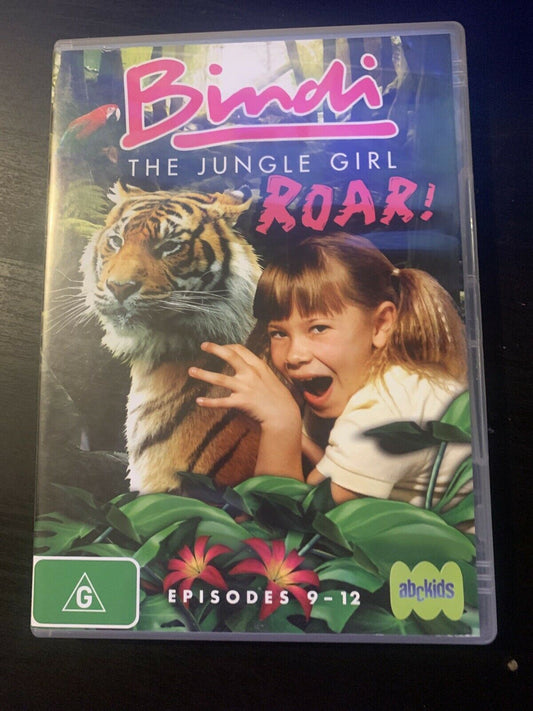 Bindi
THE JUNGLE GIRL
ROAR!
EPISODES 9-12
G
abckids